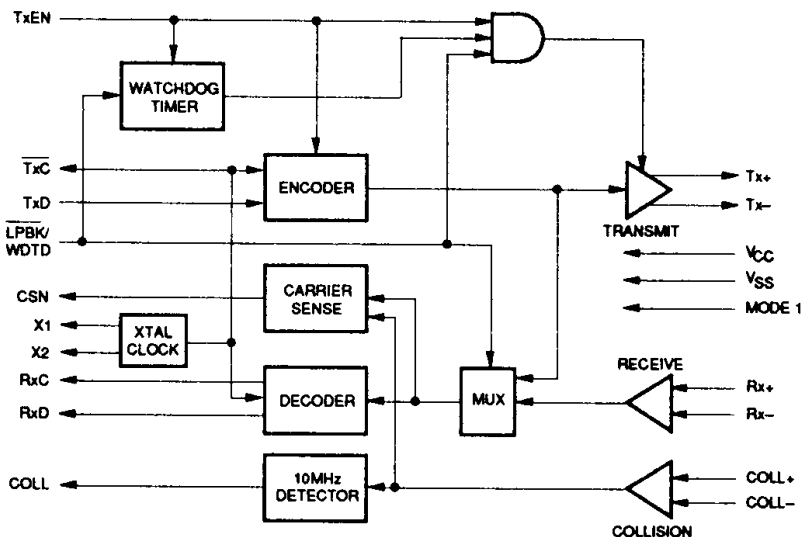 TxEN
WATCHDOG
TIMER
TxC
TxD
LPBK/
WDTD
ENCODER
TRANSMIT
Tx+
Tx–
VCC
VSS
MODE 1
CSN
CARRIER
SENSE
X1
X2
XTAL
CLOCK
RxC
RxD
DECODER
MUX
RECEIVE
Rx+
Rx–
COLL
10MHz
DETECTOR
COLL+
COLL–
COLLISION